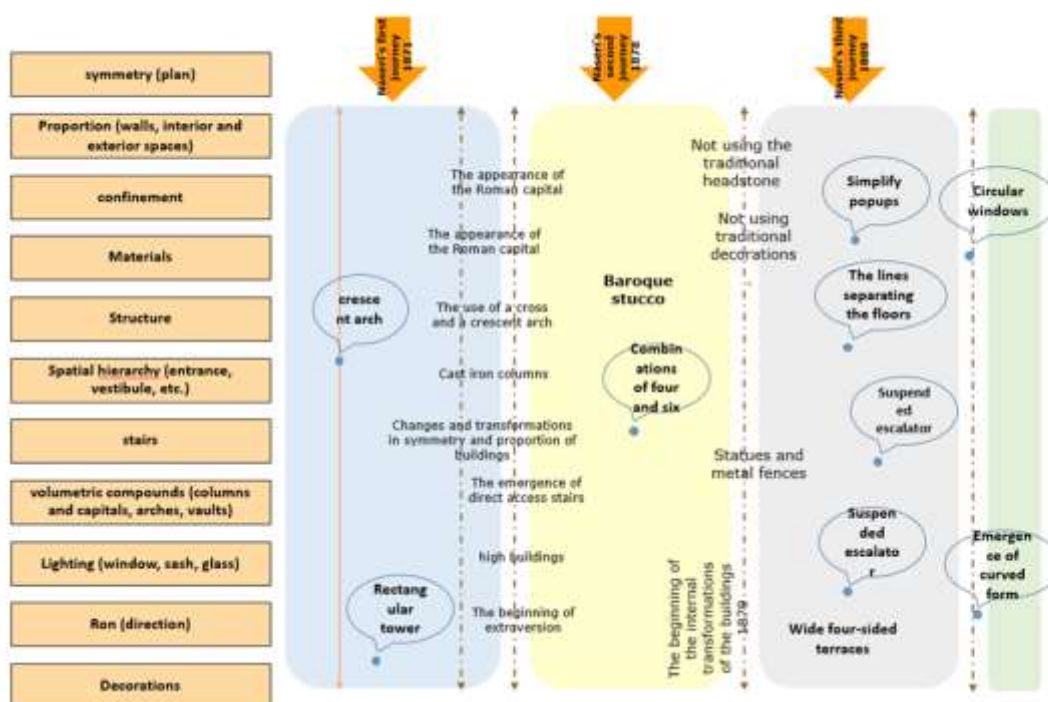 Naseri's first
journey
1871
Naseri's
second
journey
1878
Naseri's third
journey
1889
symmetry (plan)
Proportion (walls, interior and
exterior spaces)
confinement
Materials
Structure
Spatial hierarchy (entrance,
vestibule, etc.)
stairs
volumetric compounds (columns
and capitals, arches, vaults)
Lighting (window, sash, glass)
Ron (direction)
Decorations
cresce
nt arch
Rectang
ular
tower
The appearance of
the Roman capital
The appearance of
the Roman capital
The use of a cross
and a crescent arch
Cast iron columns
Changes and transformations
in symmetry and proportion of
buildings
The emergence of
direct access stairs
high buildings
The beginning of
extroversion
Baroque
stucco
Combin
ations
of four
and six
Not using the
traditional
headstone
Not using
traditional
decorations
Statues and
metal fences
The beginning of
the internal
transformations
of the buildings
1879
Simplify
popups
The lines
separating
the floors
Suspend
ed
escalator
Suspen
ded
escalato
r
Wide four-sided
terraces
Circular
windows
Emergen
ce of
curved
form